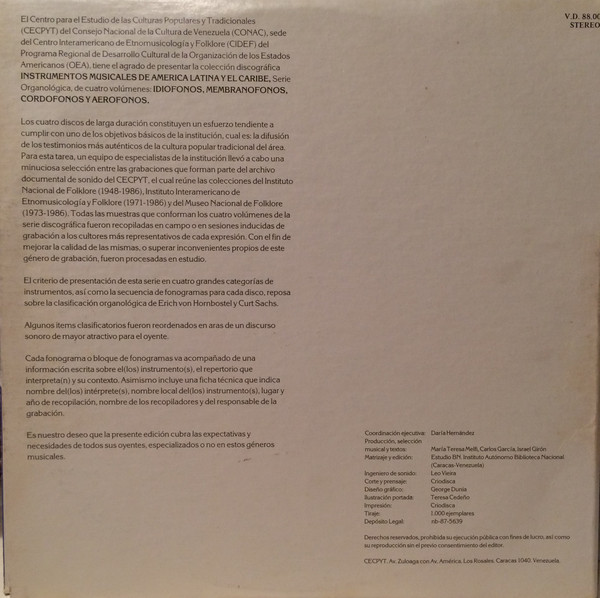 V.D. 88.00
STEREO
El Centro para el Estudio de las Culturas Populares y Tradicionales
(CECPYT) del Consejo Nacional de la Cultura de Venezuela (CONAC), sede
del Centro Interamericano de Etnomusicología y Folklore (CIDEF) del
Programa Regional de Desarrollo Cultural de la Organización de los Estados
Americanos (OEA), tiene el agrado de presentar la colección discográfica
INSTRUMENTOS MUSICALES DE AMERICA LATINA Y EL CARIBE, Serie
Organológica, de cuatro volúmenes: IDIOFONOS, MEMBRANOFONOS,
CORDOFONOS Y AEROFONOS.
Los cuatro discos de larga duración constituyen un esfuerzo tendiente a
cumplir con uno de los objetivos básicos de la institución, cual es: la difusión
de los testimonios más auténticos de la cultura popular tradicional del área.
Para esta tarea, un equipo de especialistas de la institución llevó a cabo una
minuciosa selección entre las grabaciones que forman parte del archivo
documental de sonido del CECPYT, el cual reúne las colecciones del Instituto
Nacional de Folklore (1948-1986), Instituto Interamericano de
Etnomusicología y Folklore (1971-1986) y del Museo Nacional de Folklore
(1973-1986). Todas las muestras que conforman los cuatro volúmenes de la
serie discográfica fueron recopiladas en campo o en sesiones inducidas de
grabación a los cultores más representativos de cada expresión. Con el fin de
mejorar la calidad de las mismas, o superar inconvenientes propios de este
género de grabación, fueron procesadas en estudio.
El criterio de presentación de esta serie en cuatro grandes categorías de
instrumentos, así como la secuencia de fonogramas para cada disco, reposa
sobre la clasificación organológica de Erich von Hornbostel y Curt Sachs.
Algunos items clasificatorios fueron reordenados en aras de un discurso
sonoro de mayor atractivo para el oyente.
Cada fonograma o bloque de fonogramas va acompañado de una
información escrita sobre el(los) instrumento(s), el repertorio que
interpreta(n) y su contexto. Asimismo incluye una ficha técnica que indica
nombre del(los) intérprete(s), nombre local del(los) instrumento(s), lugar y
año de recopilación, nombre de los recopiladores y del responsable de la
grabación.
Es nuestro deseo que la presente edición cubra las expectativas y
necesidades de todos sus oyentes, especializados o no en estos géneros
musicales.
Coordinación ejecutiva: Daría Hernández
Producción, selección
musical y textos: María Teresa Melfi, Carlos García, Israel Girón
Matrizaje y edición: Estudio BN. Instituto Autónomo Biblioteca Nacional
(Caracas-Venezuela)
Ingeniero de sonido: Leo Vieira
Corte y prensaje: Criodisca
Diseño gráfico: George Dunia
Ilustración portada: Teresa Cedeño
Impresión: Criodisca
Tiraje: 1.000 ejemplares
Depósito Legal: nb-87-5639
Derechos reservados, prohibida su ejecución pública con fines de lucro, así como
su reproducción sin el previo consentimiento del editor.
CECPYT. Av. Zuloaga con Av. América. Los Rosales. Caracas 1040. Venezuela.